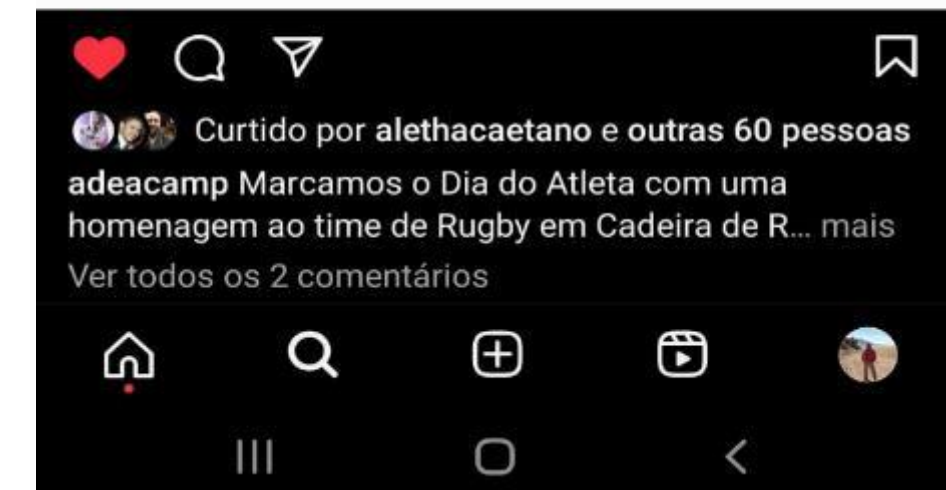 Curtido por alethacaetano e outras 60 pessoas
adeacamp Marcamos o Dia do Atleta com uma
homenagem ao time de Rugby em Cadeira de R... mais
Ver todos os 2 comentários